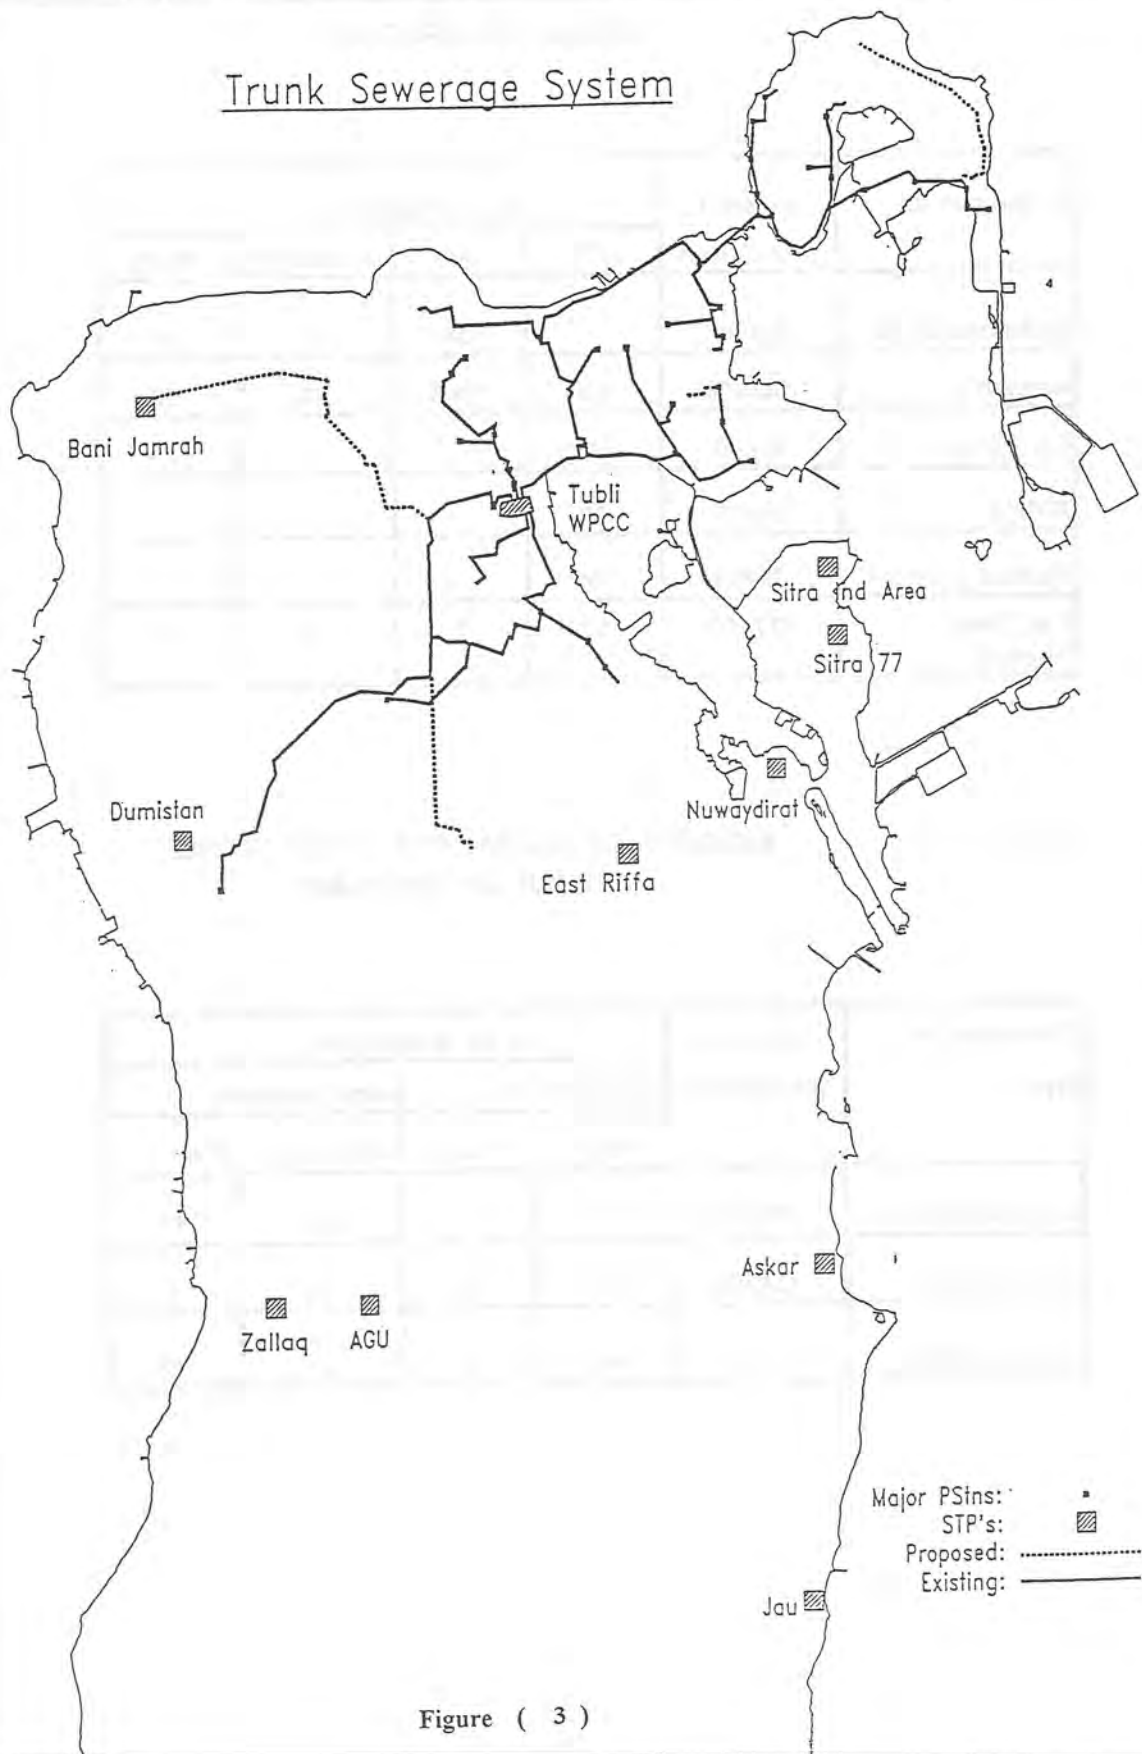 Trunk Sewerage System
4
Bani Jamrah
Tubli
WPCC
Sitra Ind Area
Sitra 77
Nuwaydirat
Dumistan
East Riffa
Askar
Zallaq
AGU
Major PStns:
STP's:
Proposed:
Existing:
Jau
Figure ( 3 )